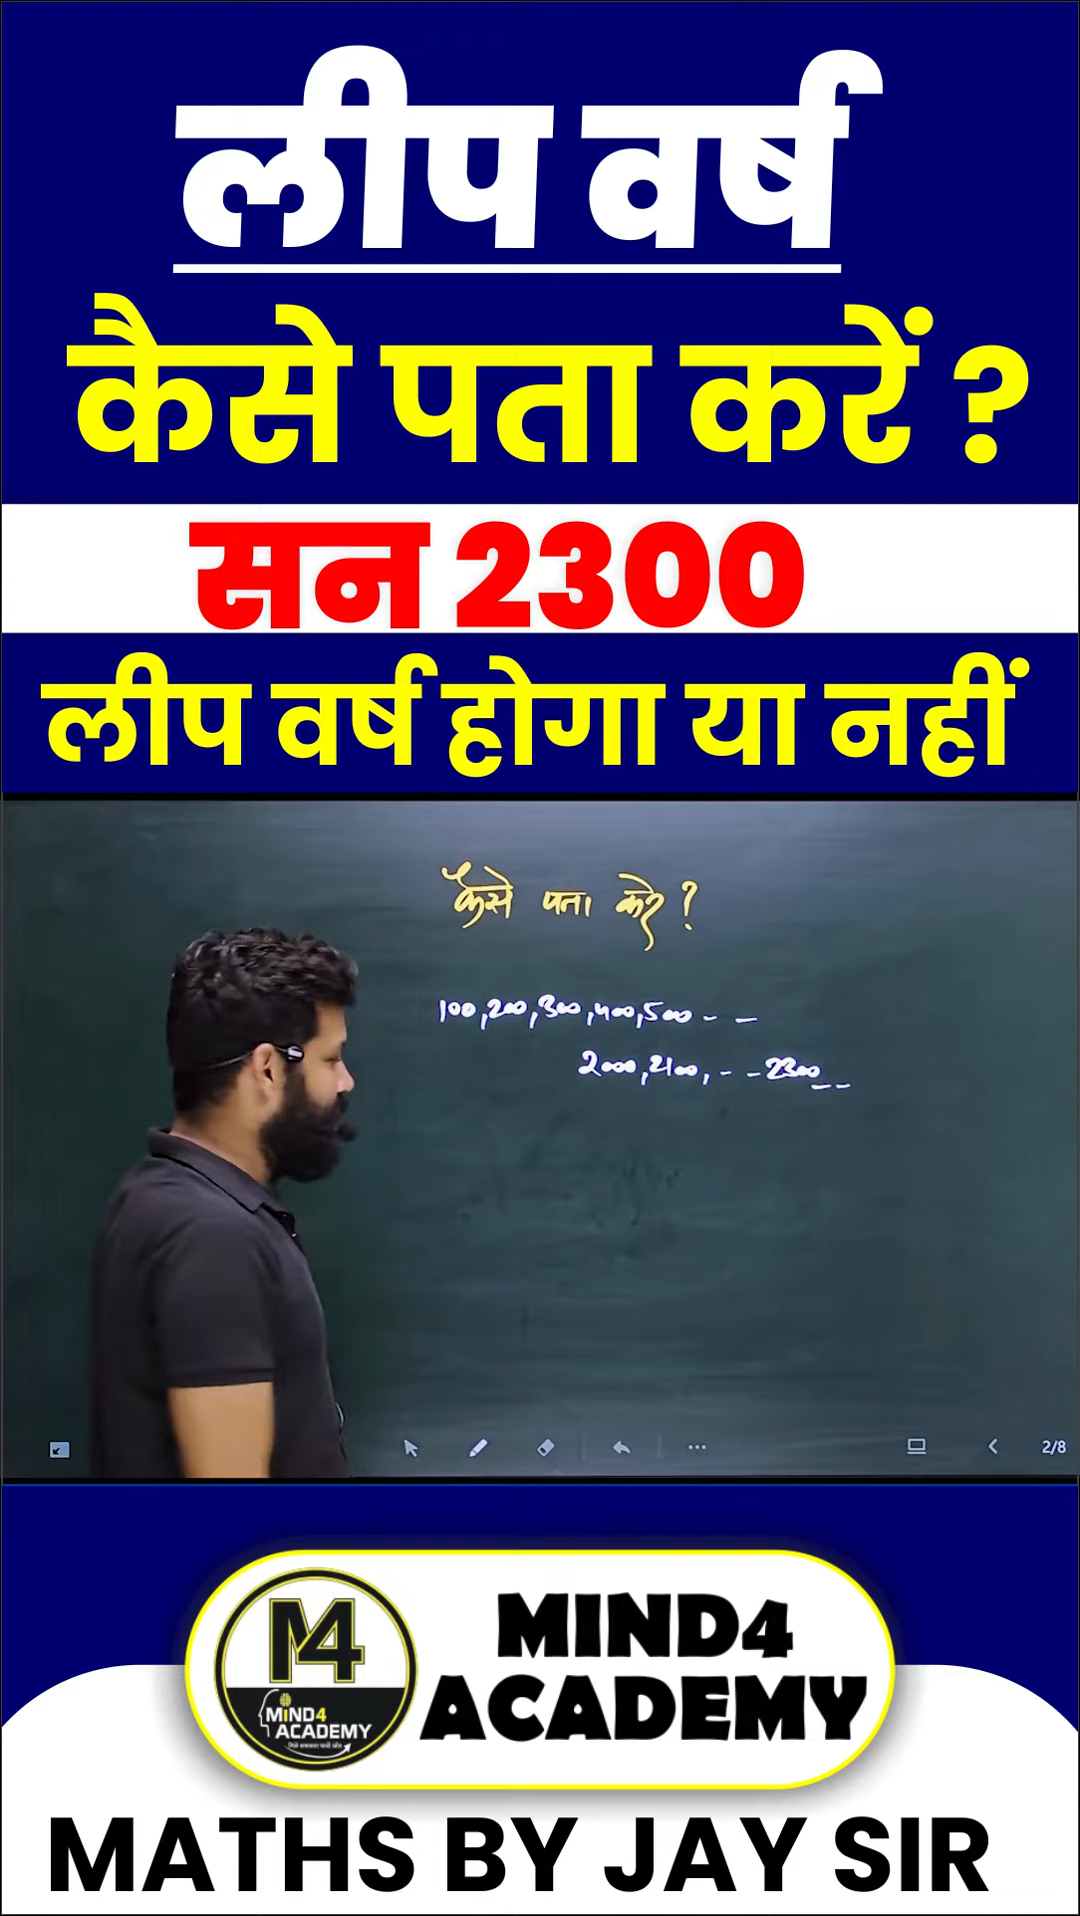 लीप वर्ष
कैसे पता करें ?
सन 2300
लीप वर्ष होगा या नहीं
कैसे पता करे ?
100,200,300,400,500 - -
2000,2100, - - 2300 - -
2/8
M4
MIND4
ACADEMY
MIND4
ACADEMY
MATHS BY JAY SIR